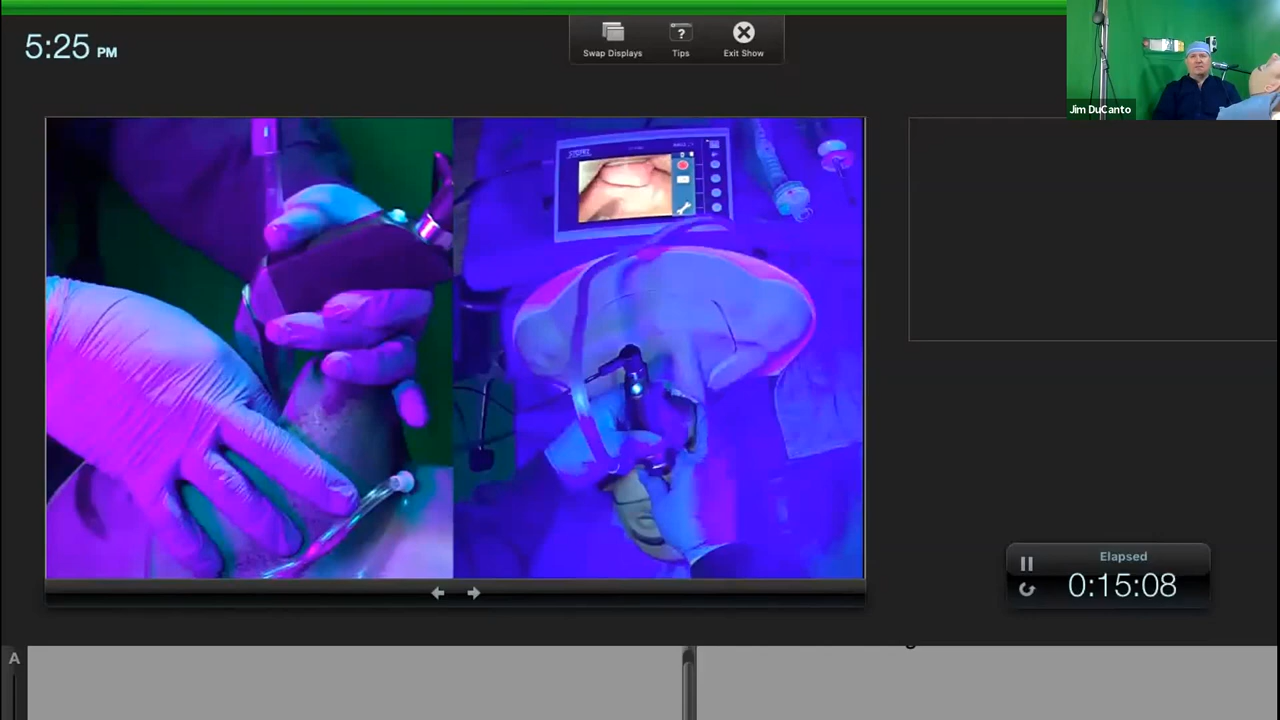 5:25 PM
Swap Displays
Tips
Exit Show
Jim DuCanto
Elapsed
0:15:08
A